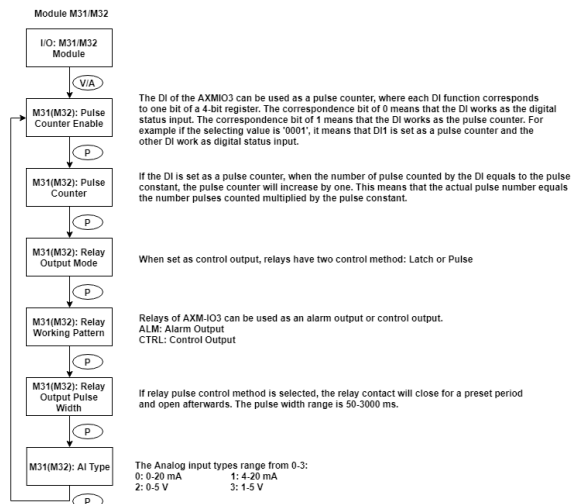 Module M31/M32
I/O: M31/M32
Module
V/A
M31(M32): Pulse
Counter Enable
The DI of the AXMIO3 can be used as a pulse counter, where each DI function corresponds
to one bit of a 4-bit register. The correspondence bit of 0 means that the DI works as the digital
status input. The correspondence bit of 1 means that the DI works as the pulse counter. For
example if the selecting value is '0001', it means that DI1 is set as a pulse counter and the
other DI work as digital status input.
P
M31(M32): Pulse
Counter
If the DI is set as a pulse counter, when the number of pulse counted by the DI equals to the pulse
constant, the pulse counter will increase by one. This means that the actual pulse number equals
the number pulses counted multiplied by the pulse constant.
P
M31(M32): Relay
Output Mode
When set as control output, relays have two control method: Latch or Pulse
P
M31(M32): Relay
Working Pattern
Relays of AXM-IO3 can be used as an alarm output or control output.
ALM: Alarm Output
CTRL: Control Output
P
M31(M32): Relay
Output Pulse
Width
If relay pulse control method is selected, the relay contact will close for a preset period
and open afterwards. The pulse width range is 50-3000 ms.
P
M31(M32): AI Type
The Analog input types range from 0-3:
0: 0-20 mA 1: 4-20 mA
2: 0-5 V 3: 1-5 V
P